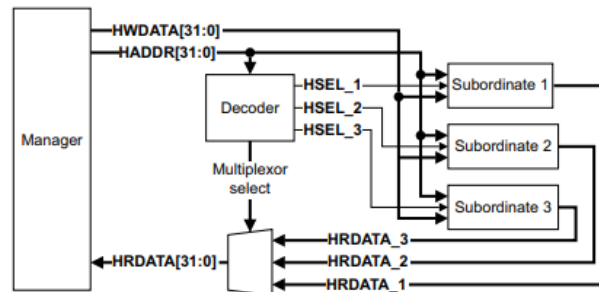 HWDATA[31:0]
HADDR[31:0]
Manager
Decoder
HSEL_1
HSEL_2
HSEL_3
Subordinate 1
Subordinate 2
Subordinate 3
Multiplexor
select
HRDATA[31:0]
HRDATA_3
HRDATA_2
HRDATA_1